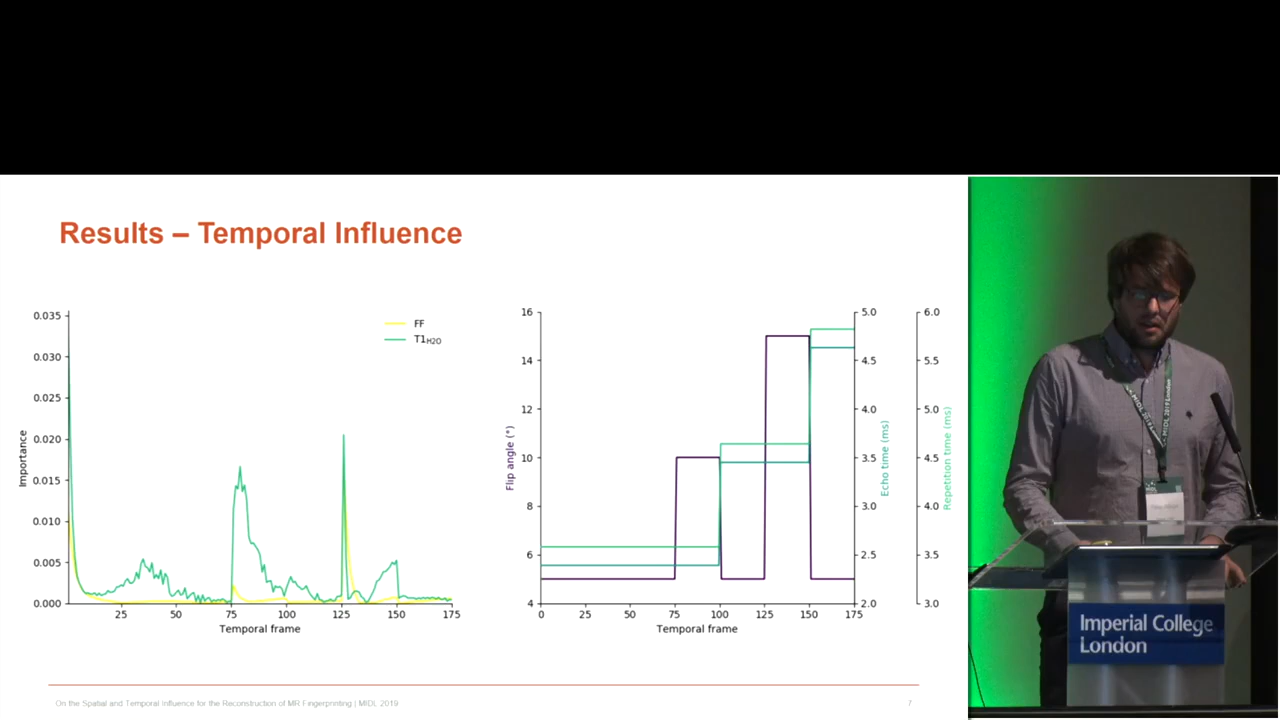 Results – Temporal Influence
0.035
0.030
0.025
0.020
0.015
0.010
0.005
0.000
Importance
25 50 75 100 125 150 175
Temporal frame
FF
T1H2O
16
14
12
10
8
6
4
Flip angle (°)
0 25 50 75 100 125 150 175
Temporal frame
5.0
4.5
4.0
3.5
3.0
2.5
2.0
Echo time (ms)
6.0
5.5
5.0
4.5
4.0
3.5
3.0
Repetition time (ms)
On the Spatial and Temporal Influence for the Reconstruction of MR Fingerprinting | MIDL 2019
7
MIDL 2019 London
Imperial College
London